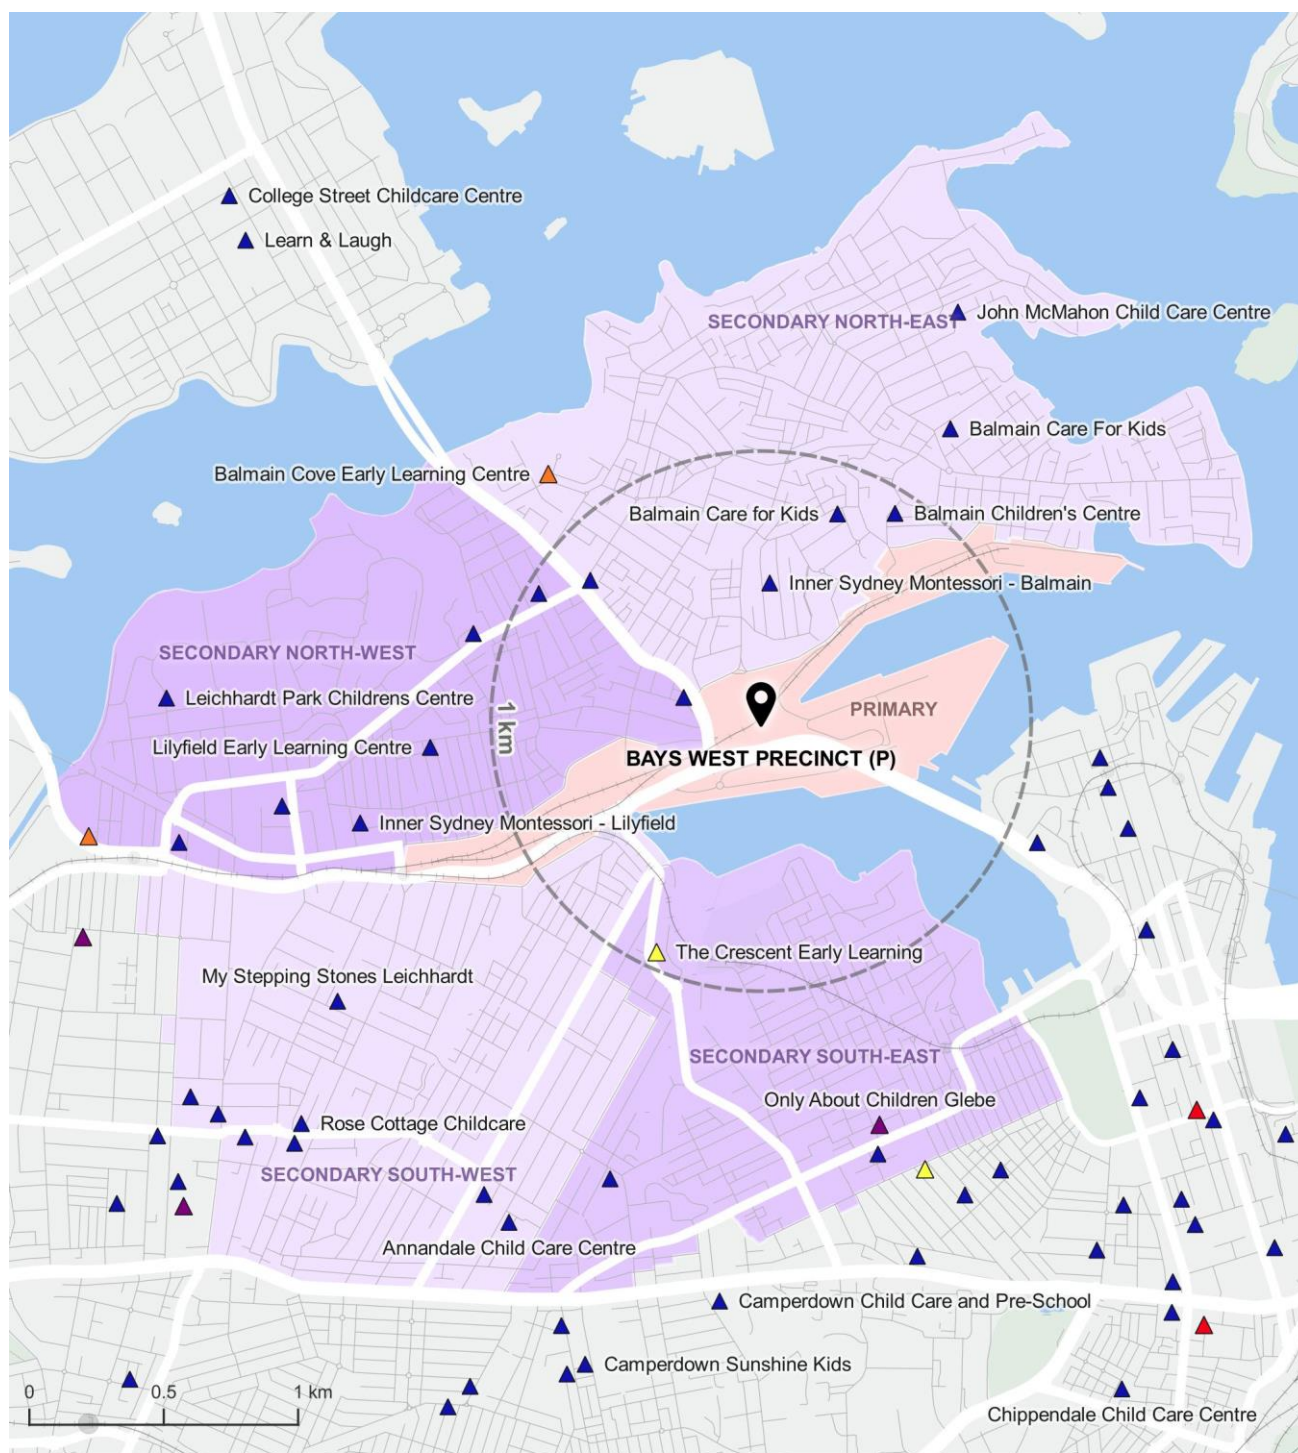 College Street Childcare Centre
Learn & Laugh
John McMahon Child Care Centre
SECONDARY NORTH-EAST
Balmain Care For Kids
Balmain Cove Early Learning Centre
Balmain Care for Kids
Balmain Children's Centre
Inner Sydney Montessori - Balmain
SECONDARY NORTH-WEST
Leichhardt Park Childrens Centre
PRIMARY
1 km
Lilyfield Early Learning Centre
BAYS WEST PRECINCT (P)
Inner Sydney Montessori - Lilyfield
The Crescent Early Learning
My Stepping Stones Leichhardt
SECONDARY SOUTH-EAST
Only About Children Glebe
Rose Cottage Childcare
SECONDARY SOUTH-WEST
Annandale Child Care Centre
Camperdown Child Care and Pre-School
Camperdown Sunshine Kids
0 0.5 1 km
Chippendale Child Care Centre